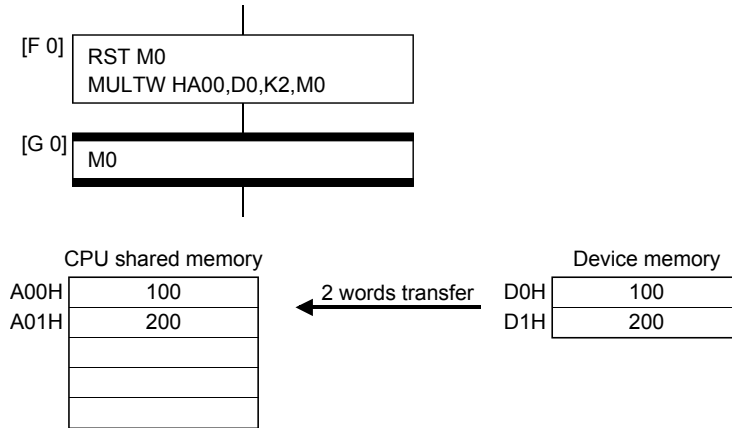 [F 0]
RST M0
MULTW HA00,D0,K2,M0
[G 0]
M0
CPU shared memory
Device memory
A00H 100
2 words transfer
D0H 100
A01H 200
D1H 200